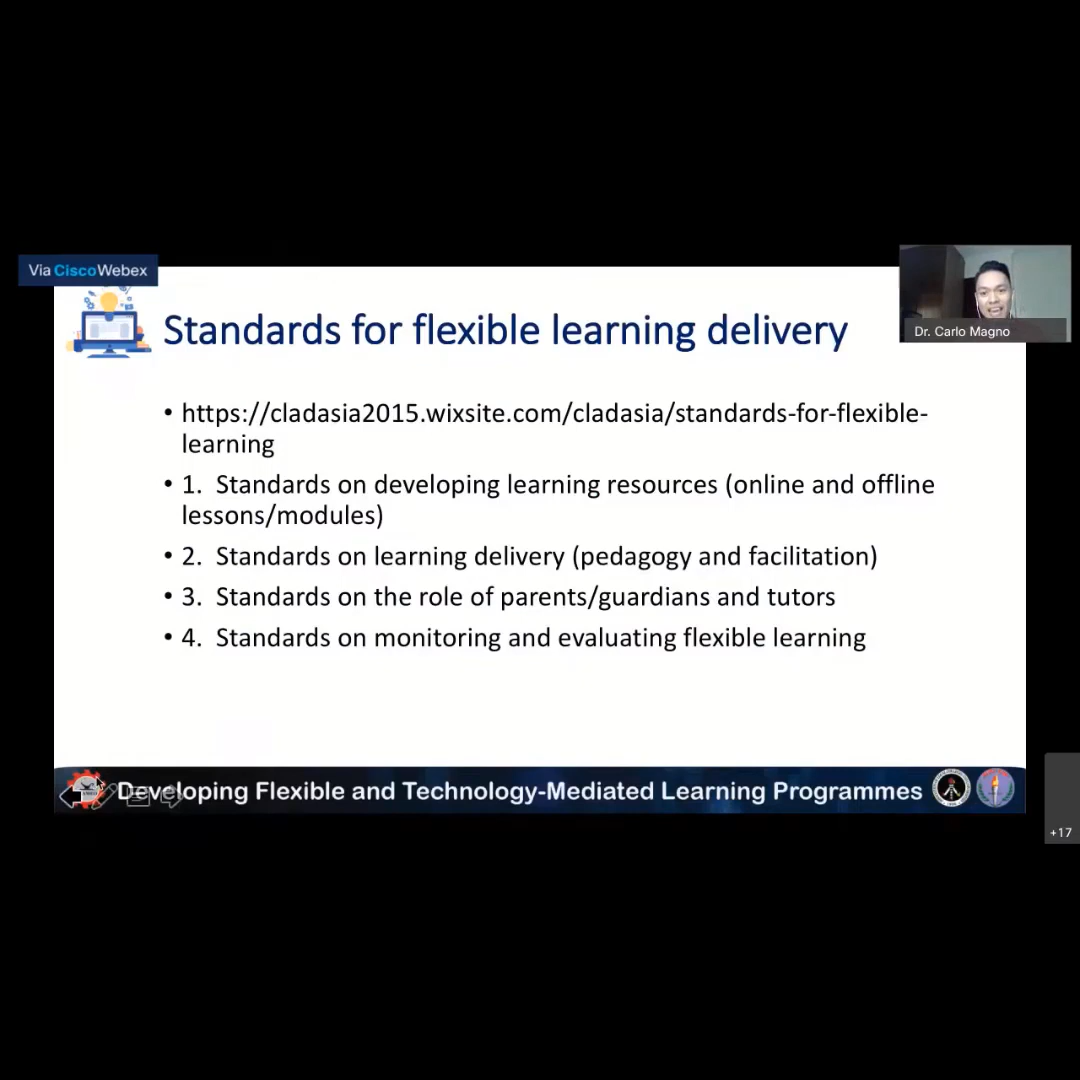 Via CiscoWebex
Dr. Carlo Magno
Standards for flexible learning delivery
• https://cladasia2015.wixsite.com/cladasia/standards-for-flexible-
learning
• 1. Standards on developing learning resources (online and offline
lessons/modules)
• 2. Standards on learning delivery (pedagogy and facilitation)
• 3. Standards on the role of parents/guardians and tutors
• 4. Standards on monitoring and evaluating flexible learning
Developing Flexible and Technology-Mediated Learning Programmes
+17